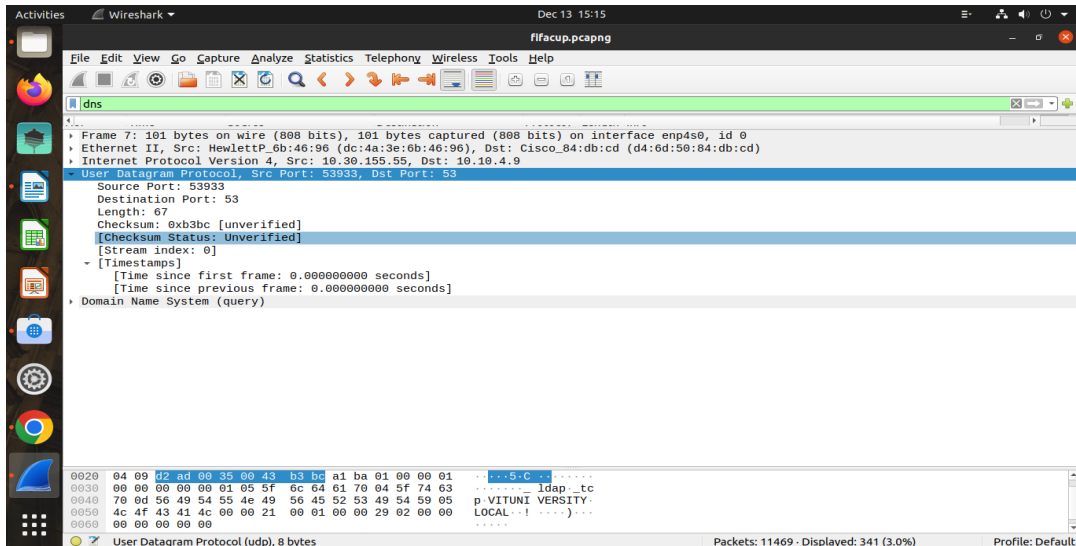 Activities Wireshark Dec 13 15:15
fifacup.pcapng
File Edit View Go Capture Analyze Statistics Telephony Wireless Tools Help
dns
Frame 7: 101 bytes on wire (808 bits), 101 bytes captured (808 bits) on interface enp4s0, id 0
Ethernet II, Src: HewlettP_6b:46:96 (dc:4a:3e:6b:46:96), Dst: Cisco_84:db:cd (d4:6d:50:84:db:cd)
Internet Protocol Version 4, Src: 10.30.155.55, Dst: 10.10.4.9
User Datagram Protocol, Src Port: 53933, Dst Port: 53
Source Port: 53933
Destination Port: 53
Length: 67
Checksum: 0xb3bc [unverified]
[Checksum Status: Unverified]
[Stream index: 0]
[Timestamps]
[Time since first frame: 0.000000000 seconds]
[Time since previous frame: 0.000000000 seconds]
Domain Name System (query)
0020 04 09 d2 ad 00 35 00 43 b3 bc a1 ba 01 00 00 01 ·····5·C ········
0030 00 00 00 00 00 01 05 5f 6c 64 61 70 04 5f 74 63 ·······_ ldap·_tc
0040 70 0d 56 49 54 55 4e 49 56 45 52 53 49 54 59 05 p·VITUNI VERSITY·
0050 4c 4f 43 41 4c 00 00 21 00 01 00 00 29 02 00 00 LOCAL··! ····)···
0060 00 00 00 00 00 ·····
User Datagram Protocol (udp), 8 bytes Packets: 11469 · Displayed: 341 (3.0%) Profile: Default